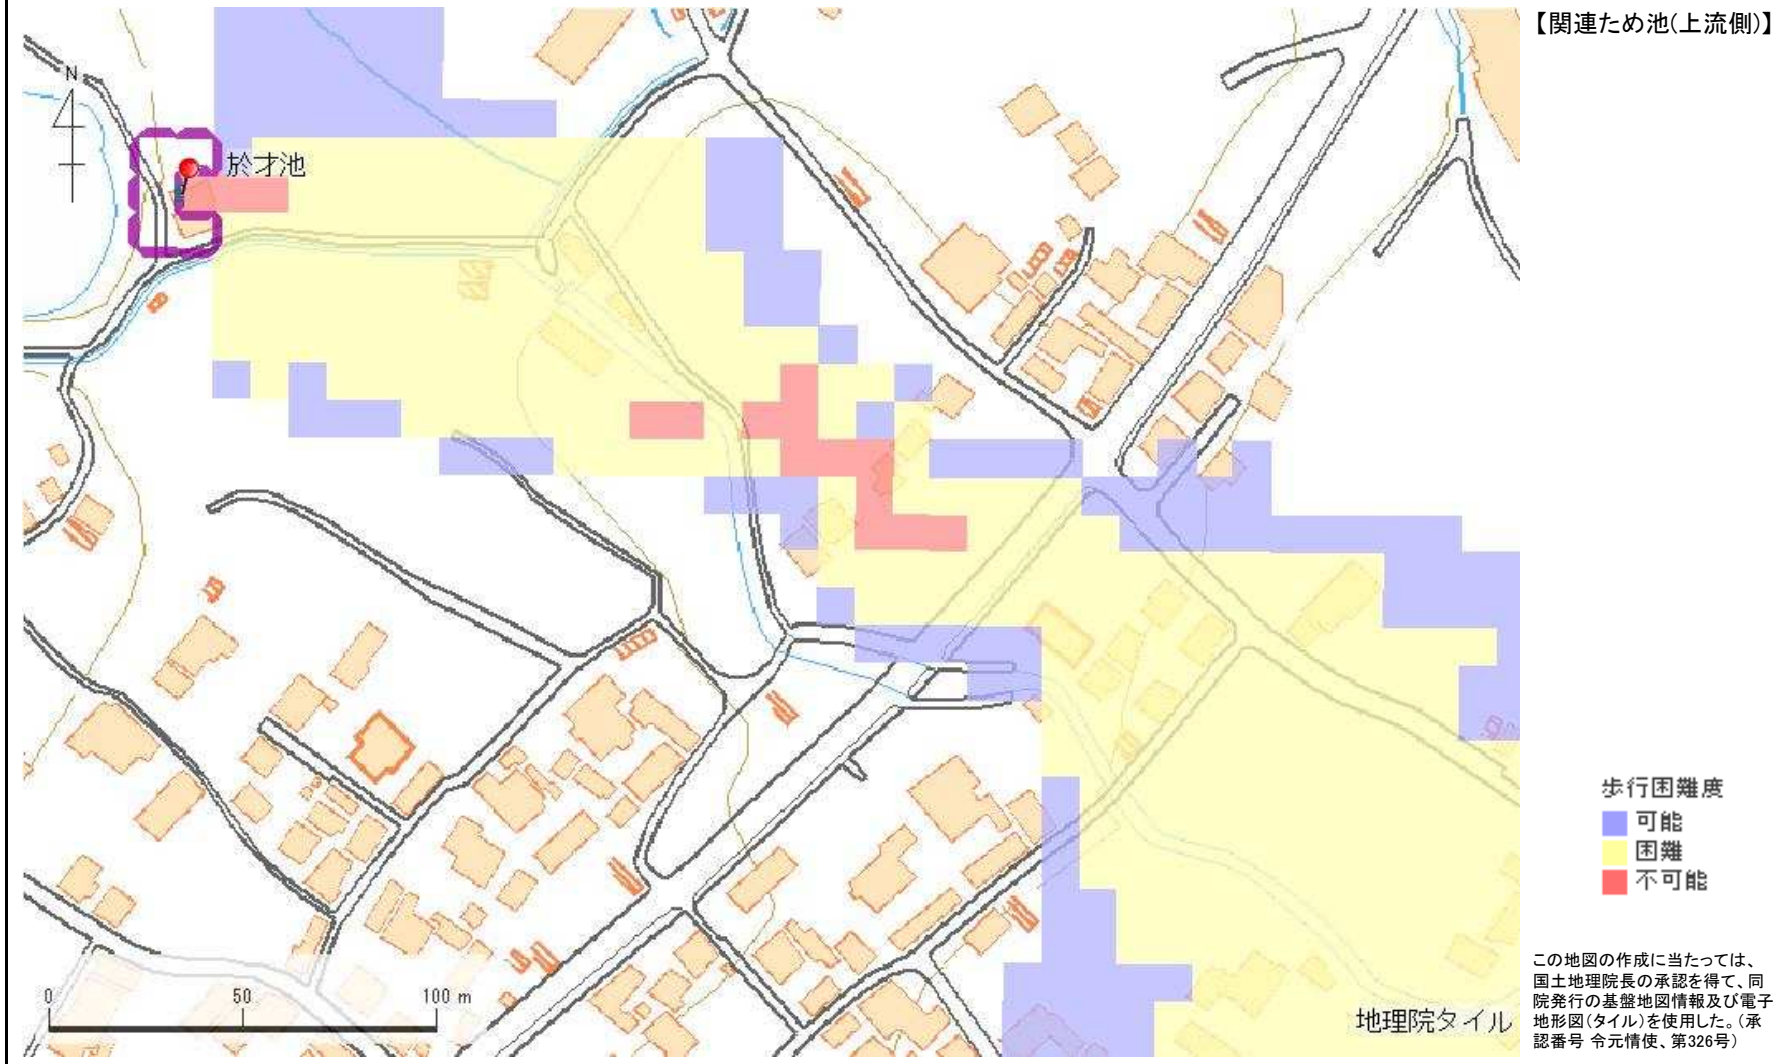 【関連ため池(上流側)】
N
於才池
歩行困難度
可能
困難
不可能
0 50 100 m
地理院タイル
この地図の作成に当たっては、
国土地理院長の承認を得て、同
院発行の基盤地図情報及び電子
地形図(タイル)を使用した。(承
認番号 令元情使、第326号)